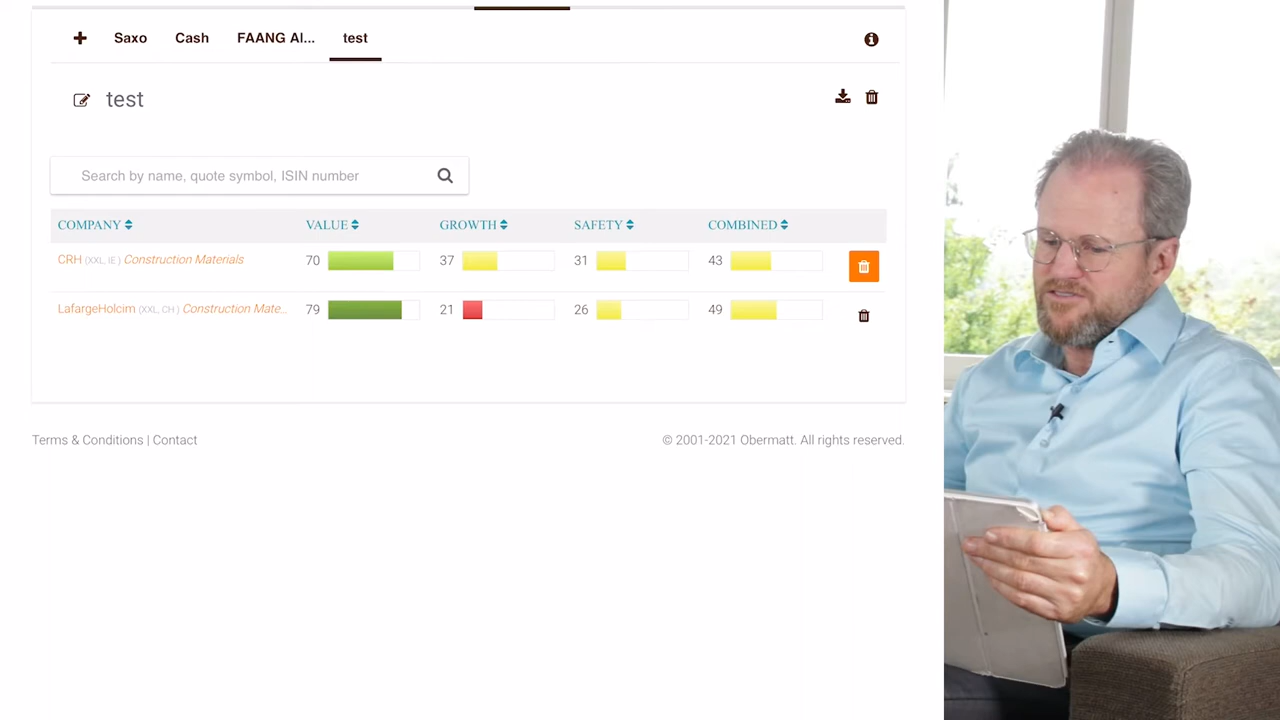 Saxo Cash FAANG Al... test
test
Search by name, quote symbol, ISIN number
COMPANY VALUE GROWTH SAFETY COMBINED
CRH (XXL, IE) Construction Materials 70 37 31 43
LafargeHolcim (XXL, CH) Construction Mate... 79 21 26 49
Terms & Conditions | Contact © 2001-2021 Obermatt. All rights reserved.